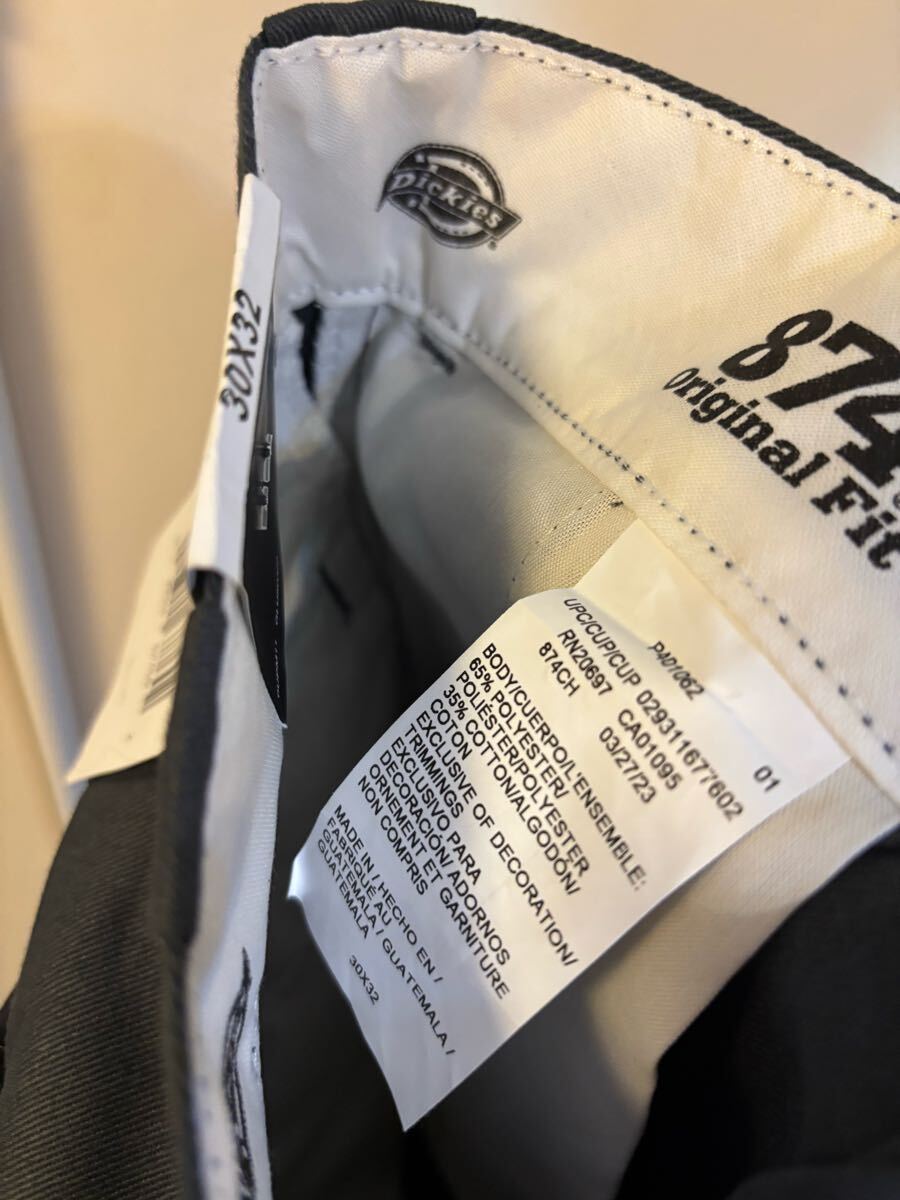 Dickies
30X32
874
Original Fit
P401062
01
UPC/CUP/CUP 029311677602
RN20697 CA01095
874CH 03/27/23
BODY/CUERPO/L'ENSEMBLE:
65% POLYESTER/
POLIÉSTER/POLYESTER
35% COTTON/ALGODÓN/
COTTON
EXCLUSIVE OF DECORATION/
TRIMMINGS
EXCLUSIVO PARA
DECORACIÓN/ ADORNOS
ORNEMENT ET GARNITURE
NON COMPRIS
MADE IN / HECHO EN /
FABRIQUÉ AU
GUATEMALA / GUATEMALA /
GUATEMALA
30X32